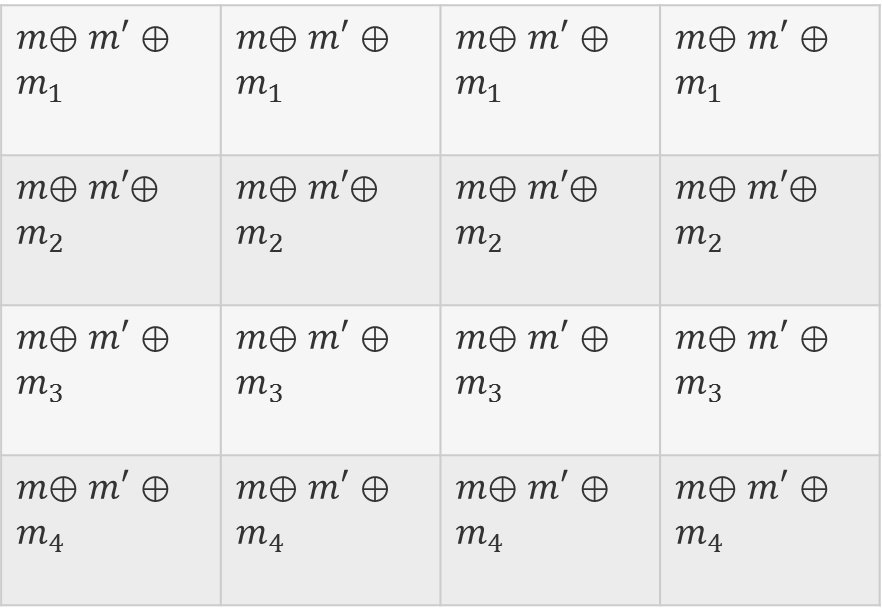 m⊕ m′ ⊕ m⊕ m′ ⊕ m⊕ m′ ⊕ m⊕ m′ ⊕
m₁ m₁ m₁ m₁
m⊕ m′⊕ m⊕ m′⊕ m⊕ m′⊕ m⊕ m′⊕
m₂ m₂ m₂ m₂
m⊕ m′ ⊕ m⊕ m′ ⊕ m⊕ m′ ⊕ m⊕ m′ ⊕
m₃ m₃ m₃ m₃
m⊕ m′ ⊕ m⊕ m′ ⊕ m⊕ m′ ⊕ m⊕ m′ ⊕
m₄ m₄ m₄ m₄